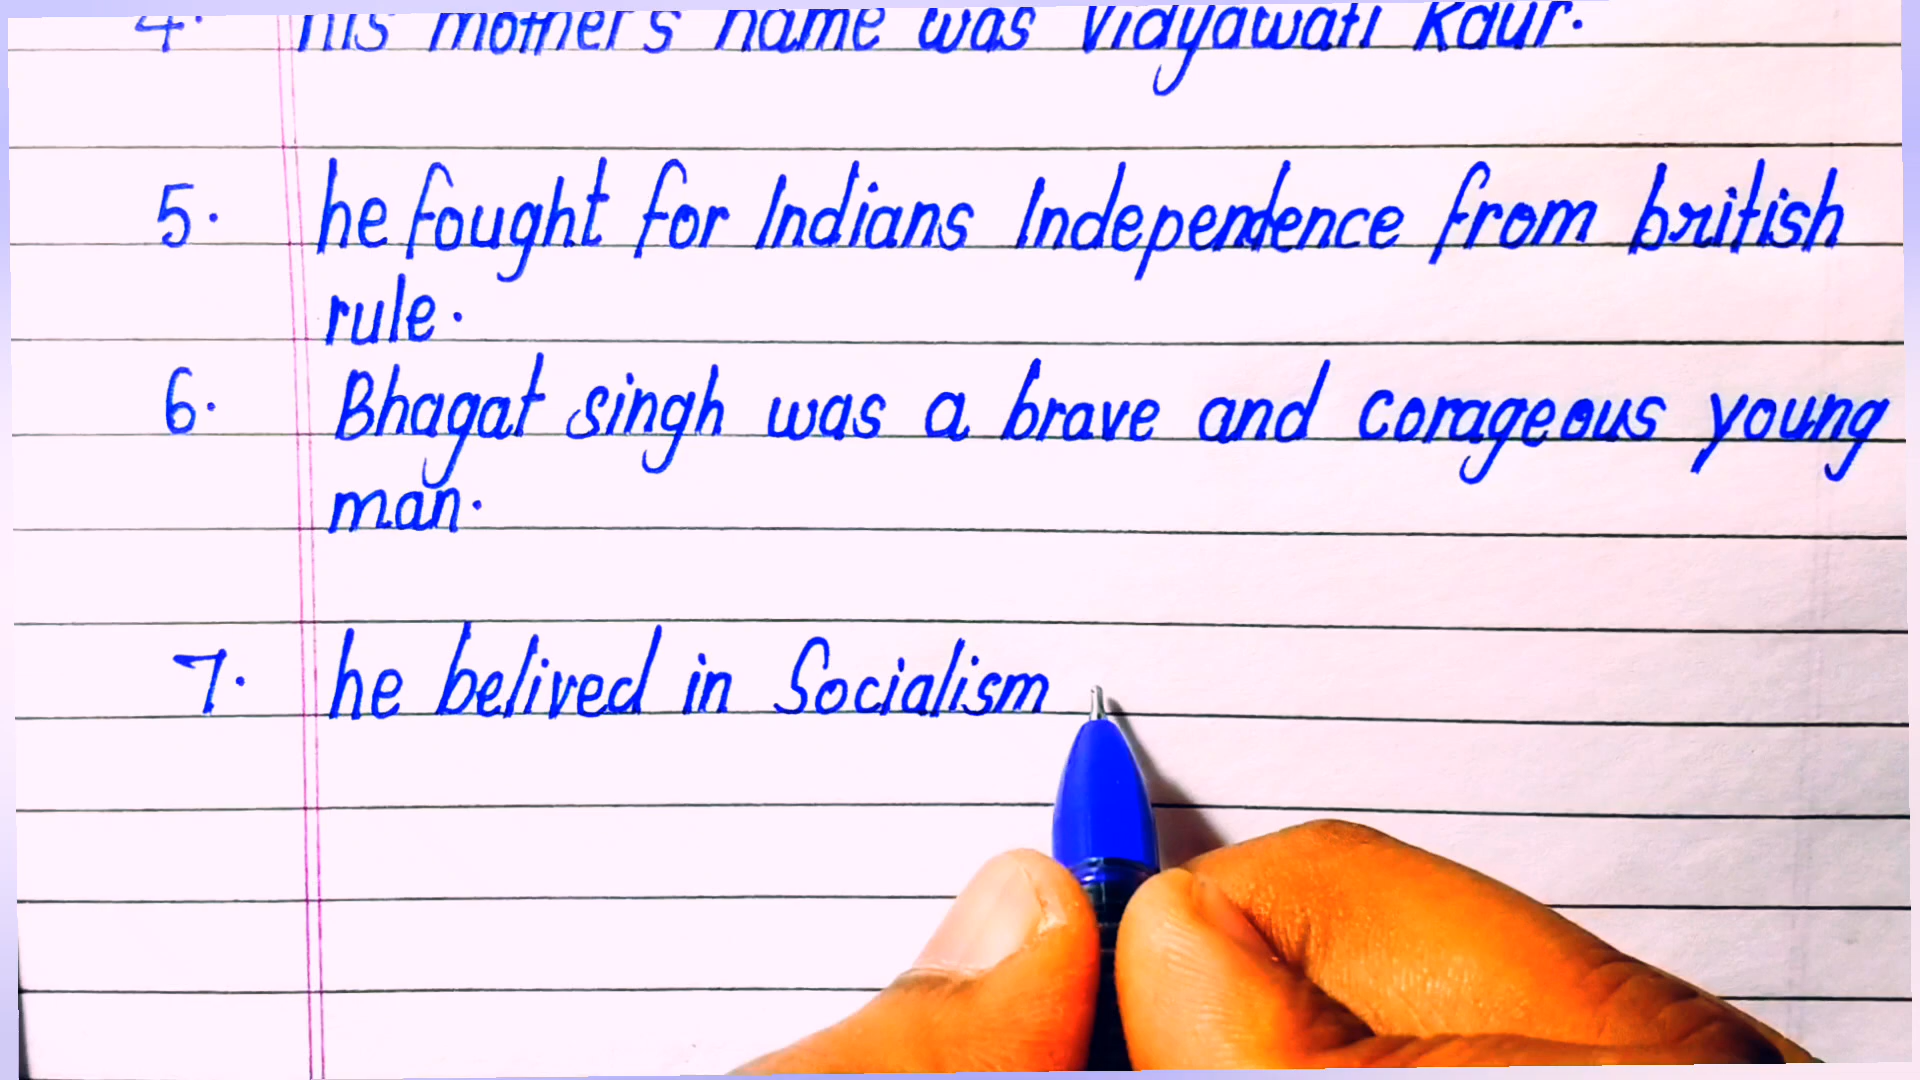 4. his mother's name was Vidyawati Kaur.
5. he fought for Indians Independence from british
rule.
6. Bhagat singh was a brave and corageous young
man.
7. he belived in Socialism